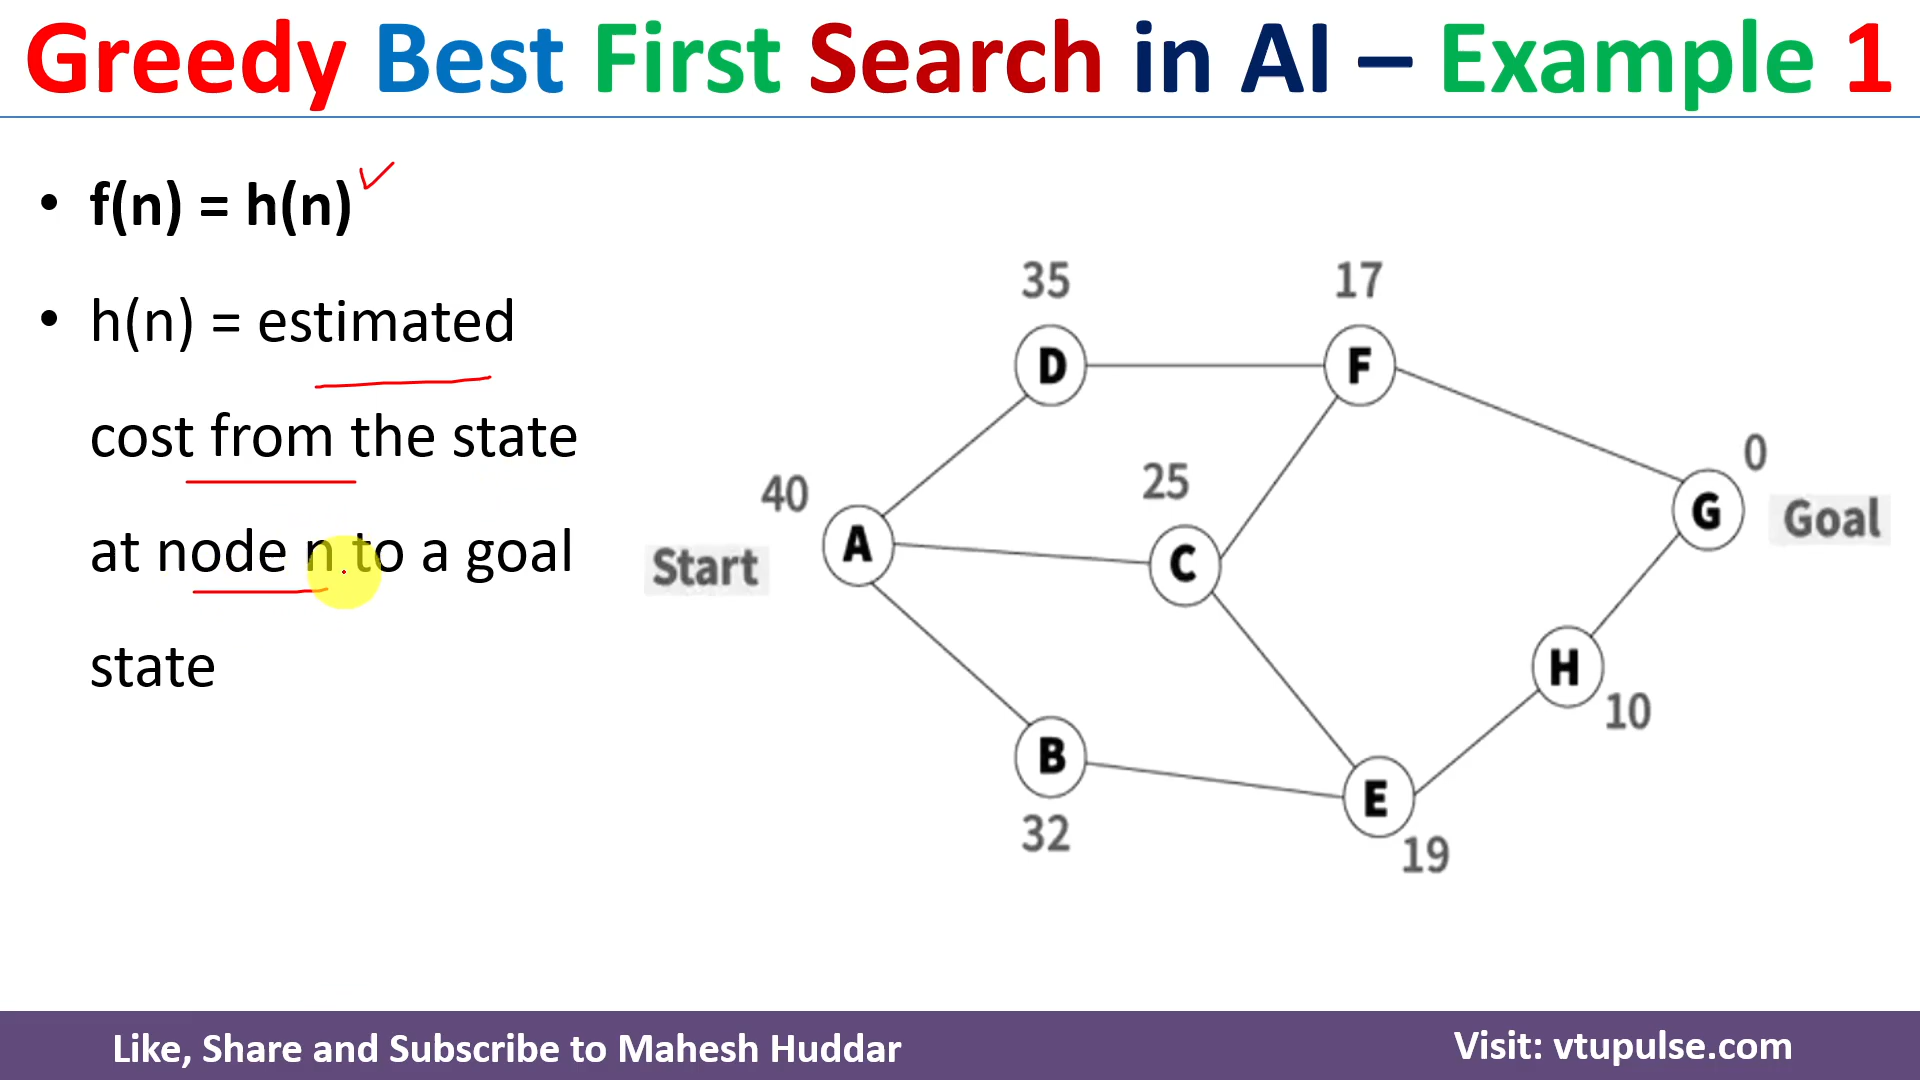 Greedy Best First Search in AI – Example 1
• f(n) = h(n)
• h(n) = estimated
cost from the state
at node n to a goal
state
35
17
D
F
0
40
25
G
Goal
A
Start
C
H
10
B
E
32
19
Like, Share and Subscribe to Mahesh Huddar
Visit: vtupulse.com